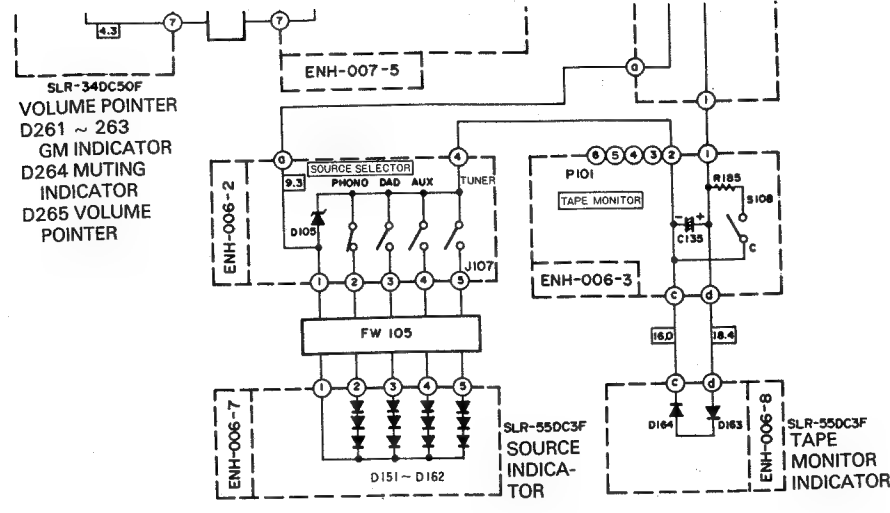 4.3
7
7
ENH-007-5
a
1
SLR-34DC50F
VOLUME POINTER
D261 ~ 263
GM INDICATOR
D264 MUTING
INDICATOR
D265 VOLUME
POINTER
a
SOURCE SELECTOR
4
TUNER
9.3
PHONO DAD AUX
D105
J107
ENH-006-2
1 2 3 4 5
6 5 4 3 2 1
P101
TAPE MONITOR
R185
S108
- +
C135
C
ENH-006-3
c d
FW 105
16.0
18.4
1 2 3 4 5
ENH-006-7
D151 ~ D162
SLR-55DC3F
SOURCE
INDICA-
TOR
c d
D164
D163
ENH-006-8
SLR-55DC3F
TAPE
MONITOR
INDICATOR